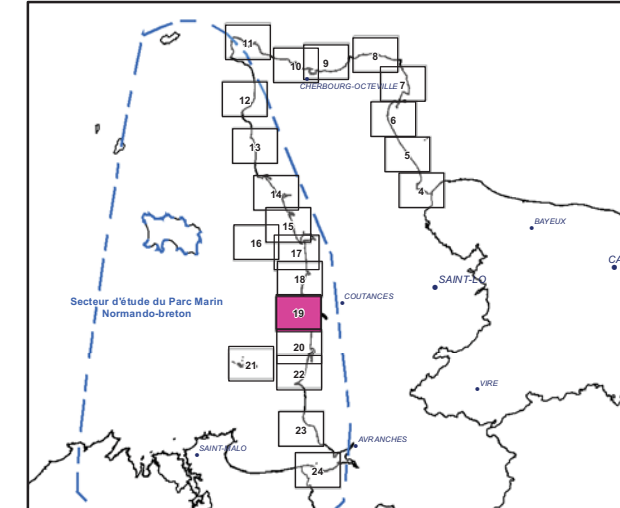 11
10
9
8
7
CHERBOURG-OCTEVILLE
12
6
13
5
14
4
15
BAYEUX
16
17
CA
18
SAINT-LO
Secteur d'étude du Parc Marin
Normando-breton
COUTANCES
19
20
21
22
VIRE
23
AVRANCHES
SAINT-MALO
24